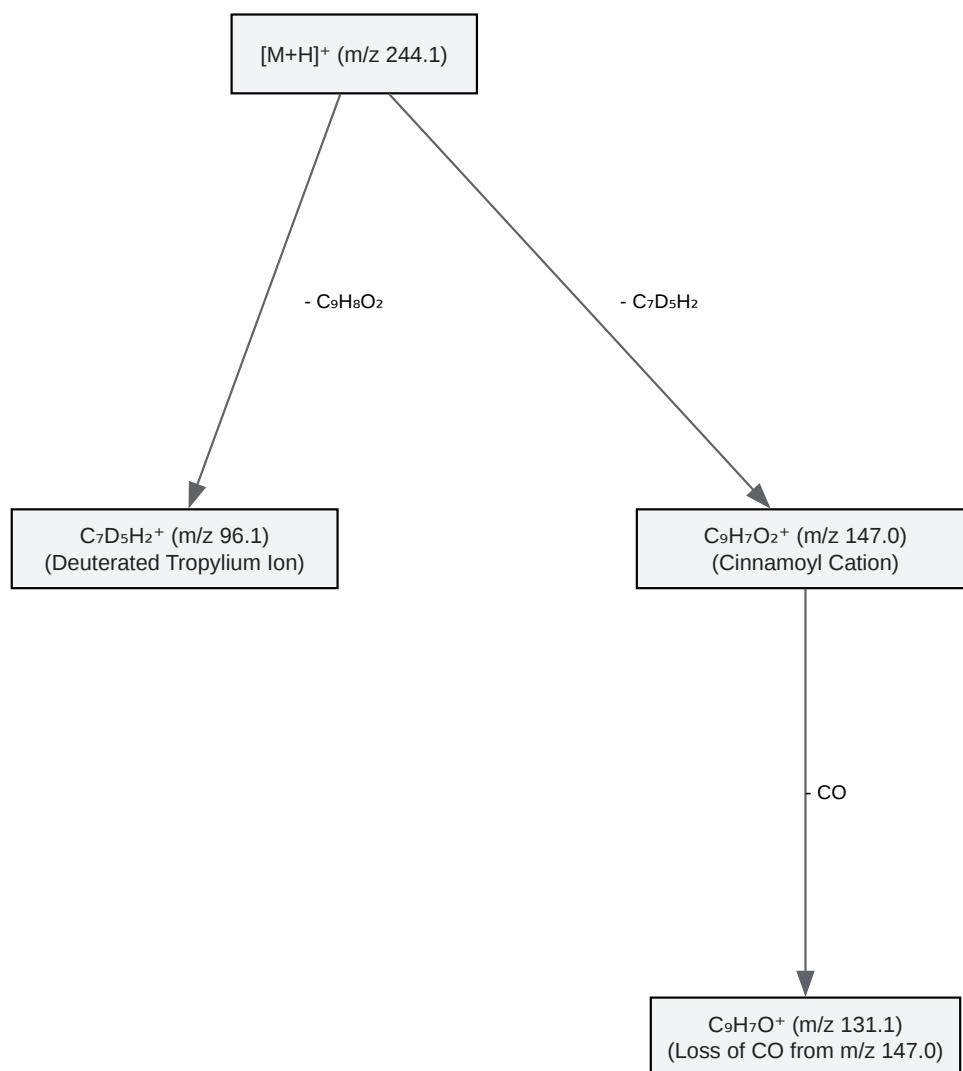 [M+H]⁺ (m/z 244.1)
- C₉H₈O₂
- C₇D₅H₂
C₇D₅H₂⁺ (m/z 96.1)
(Deuterated Tropylium Ion)
C₉H₇O₂⁺ (m/z 147.0)
(Cinnamoyl Cation)
- CO
C₉H₇O⁺ (m/z 131.1)
(Loss of CO from m/z 147.0)